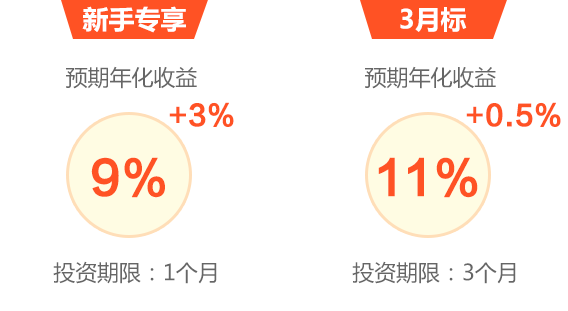 新手专享
预期年化收益
+3%
9%
投资期限：1个月
3月标
预期年化收益
+0.5%
11%
投资期限：3个月